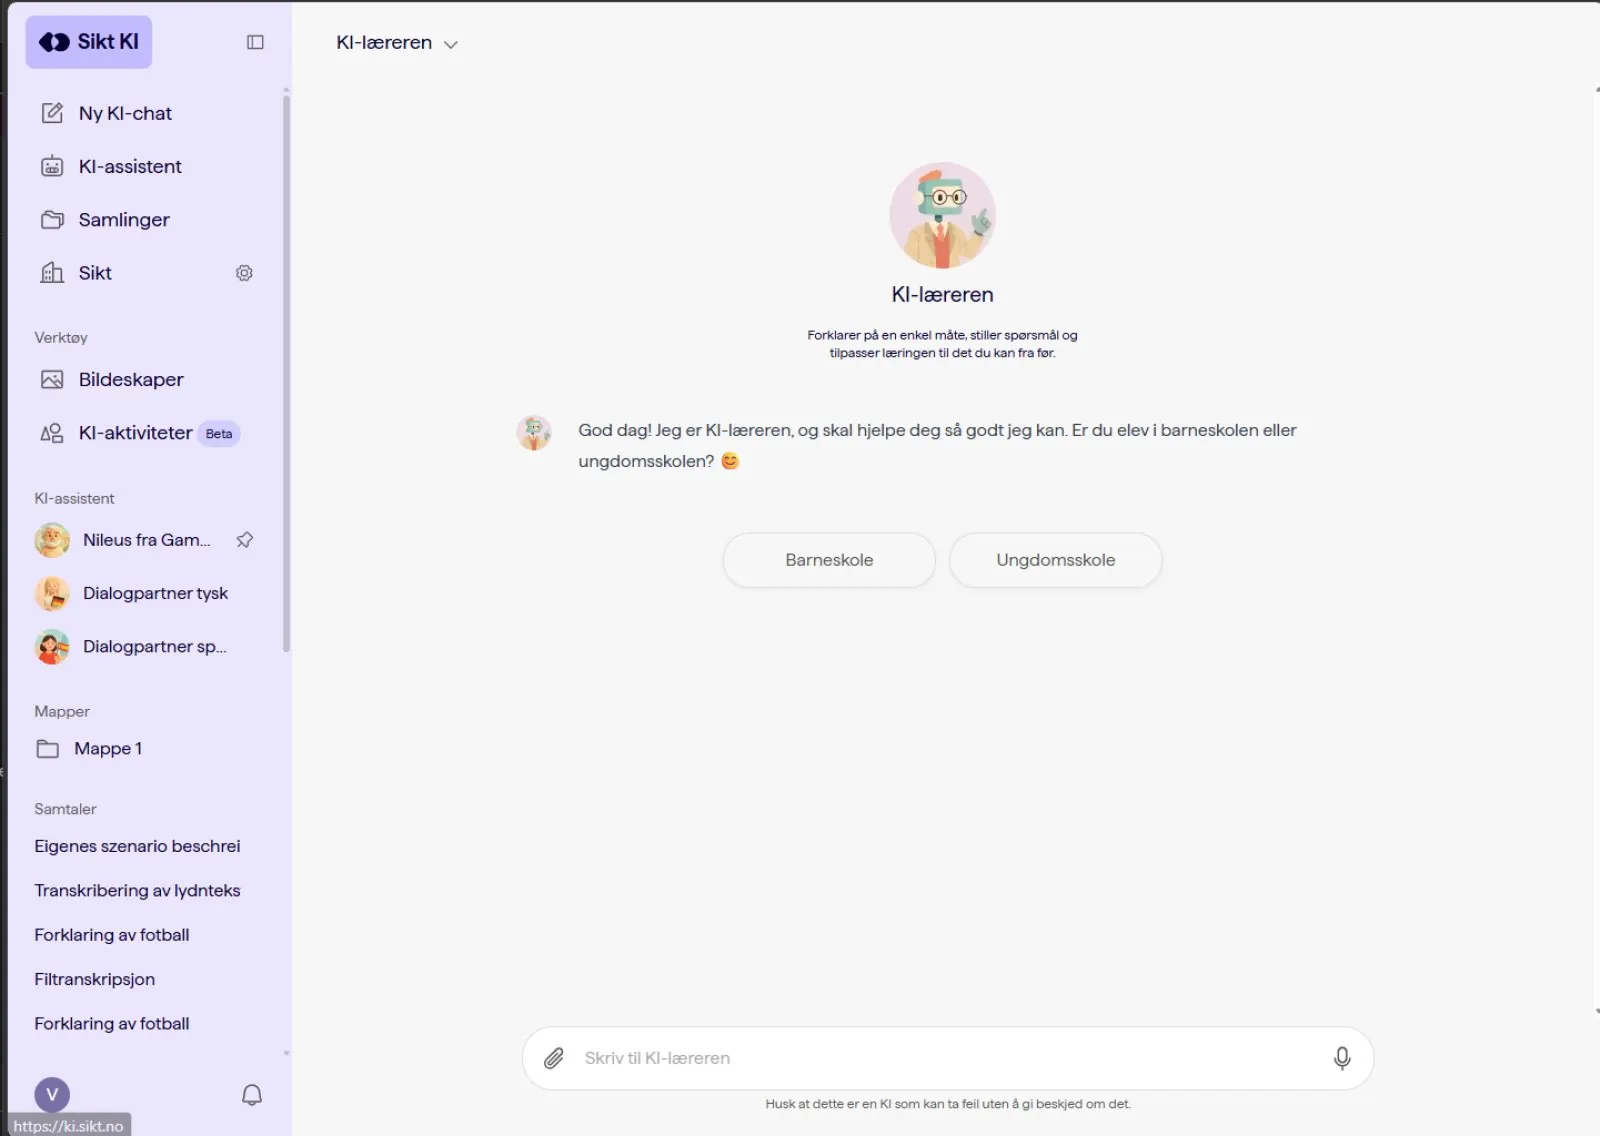 Sikt KI
Ny KI-chat
KI-assistent
Samlinger
Sikt
Verktøy
Bildeskaper
KI-aktiviteter Beta
KI-assistent
Nileus fra Gam...
Dialogpartner tysk
Dialogpartner sp...
Mapper
Mappe 1
Samtaler
Eigenes szenario beschrei
Transkribering av lydnteks
Forklaring av fotball
Filtranskripsjon
Forklaring av fotball
V
https://ki.sikt.no
KI-læreren
KI-læreren
Forklarer på en enkel måte, stiller spørsmål og
tilpasser læringen til det du kan fra før.
God dag! Jeg er KI-læreren, og skal hjelpe deg så godt jeg kan. Er du elev i barneskolen eller
ungdomsskolen? 😊
Barneskole
Ungdomsskole
Skriv til KI-læreren
Husk at dette er en KI som kan ta feil uten å gi beskjed om det.